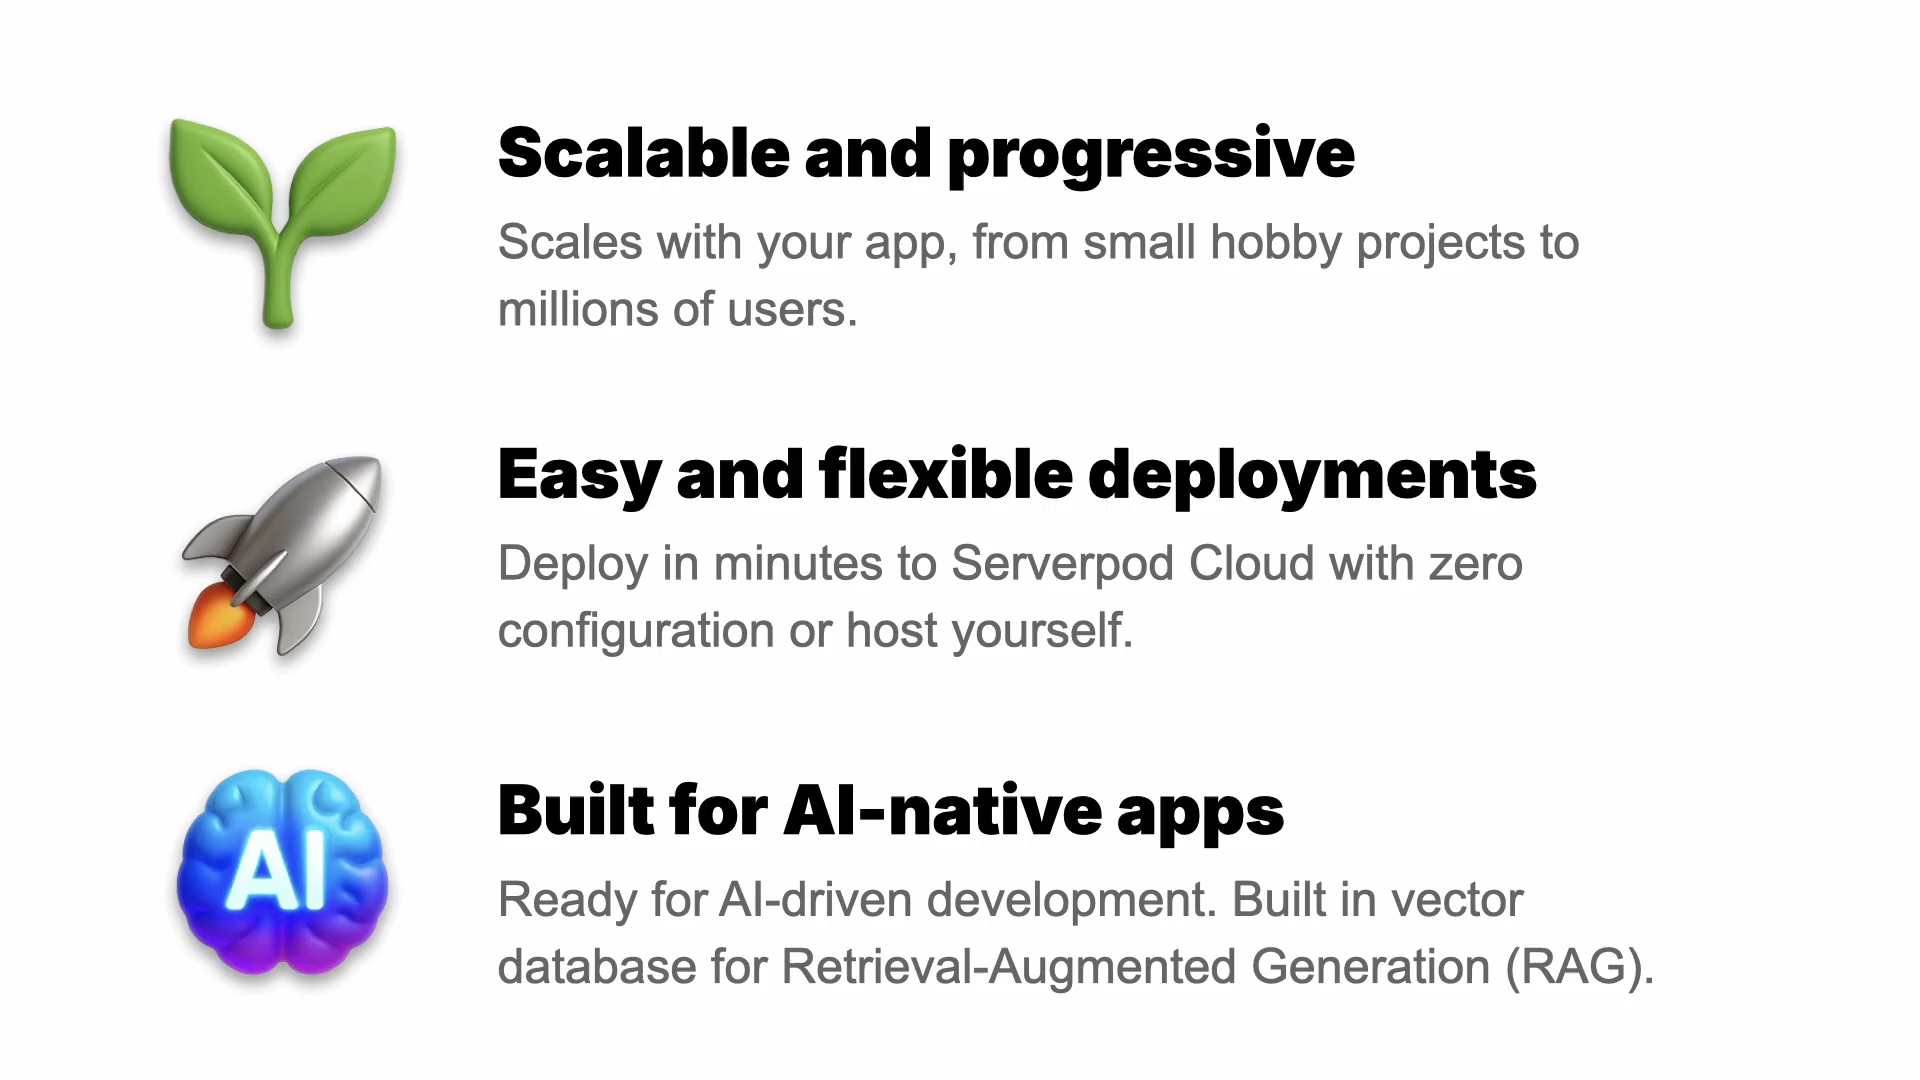 Scalable and progressive
Scales with your app, from small hobby projects to
millions of users.
Easy and flexible deployments
Deploy in minutes to Serverpod Cloud with zero
configuration or host yourself.
AI
Built for AI-native apps
Ready for AI-driven development. Built in vector
database for Retrieval-Augmented Generation (RAG).